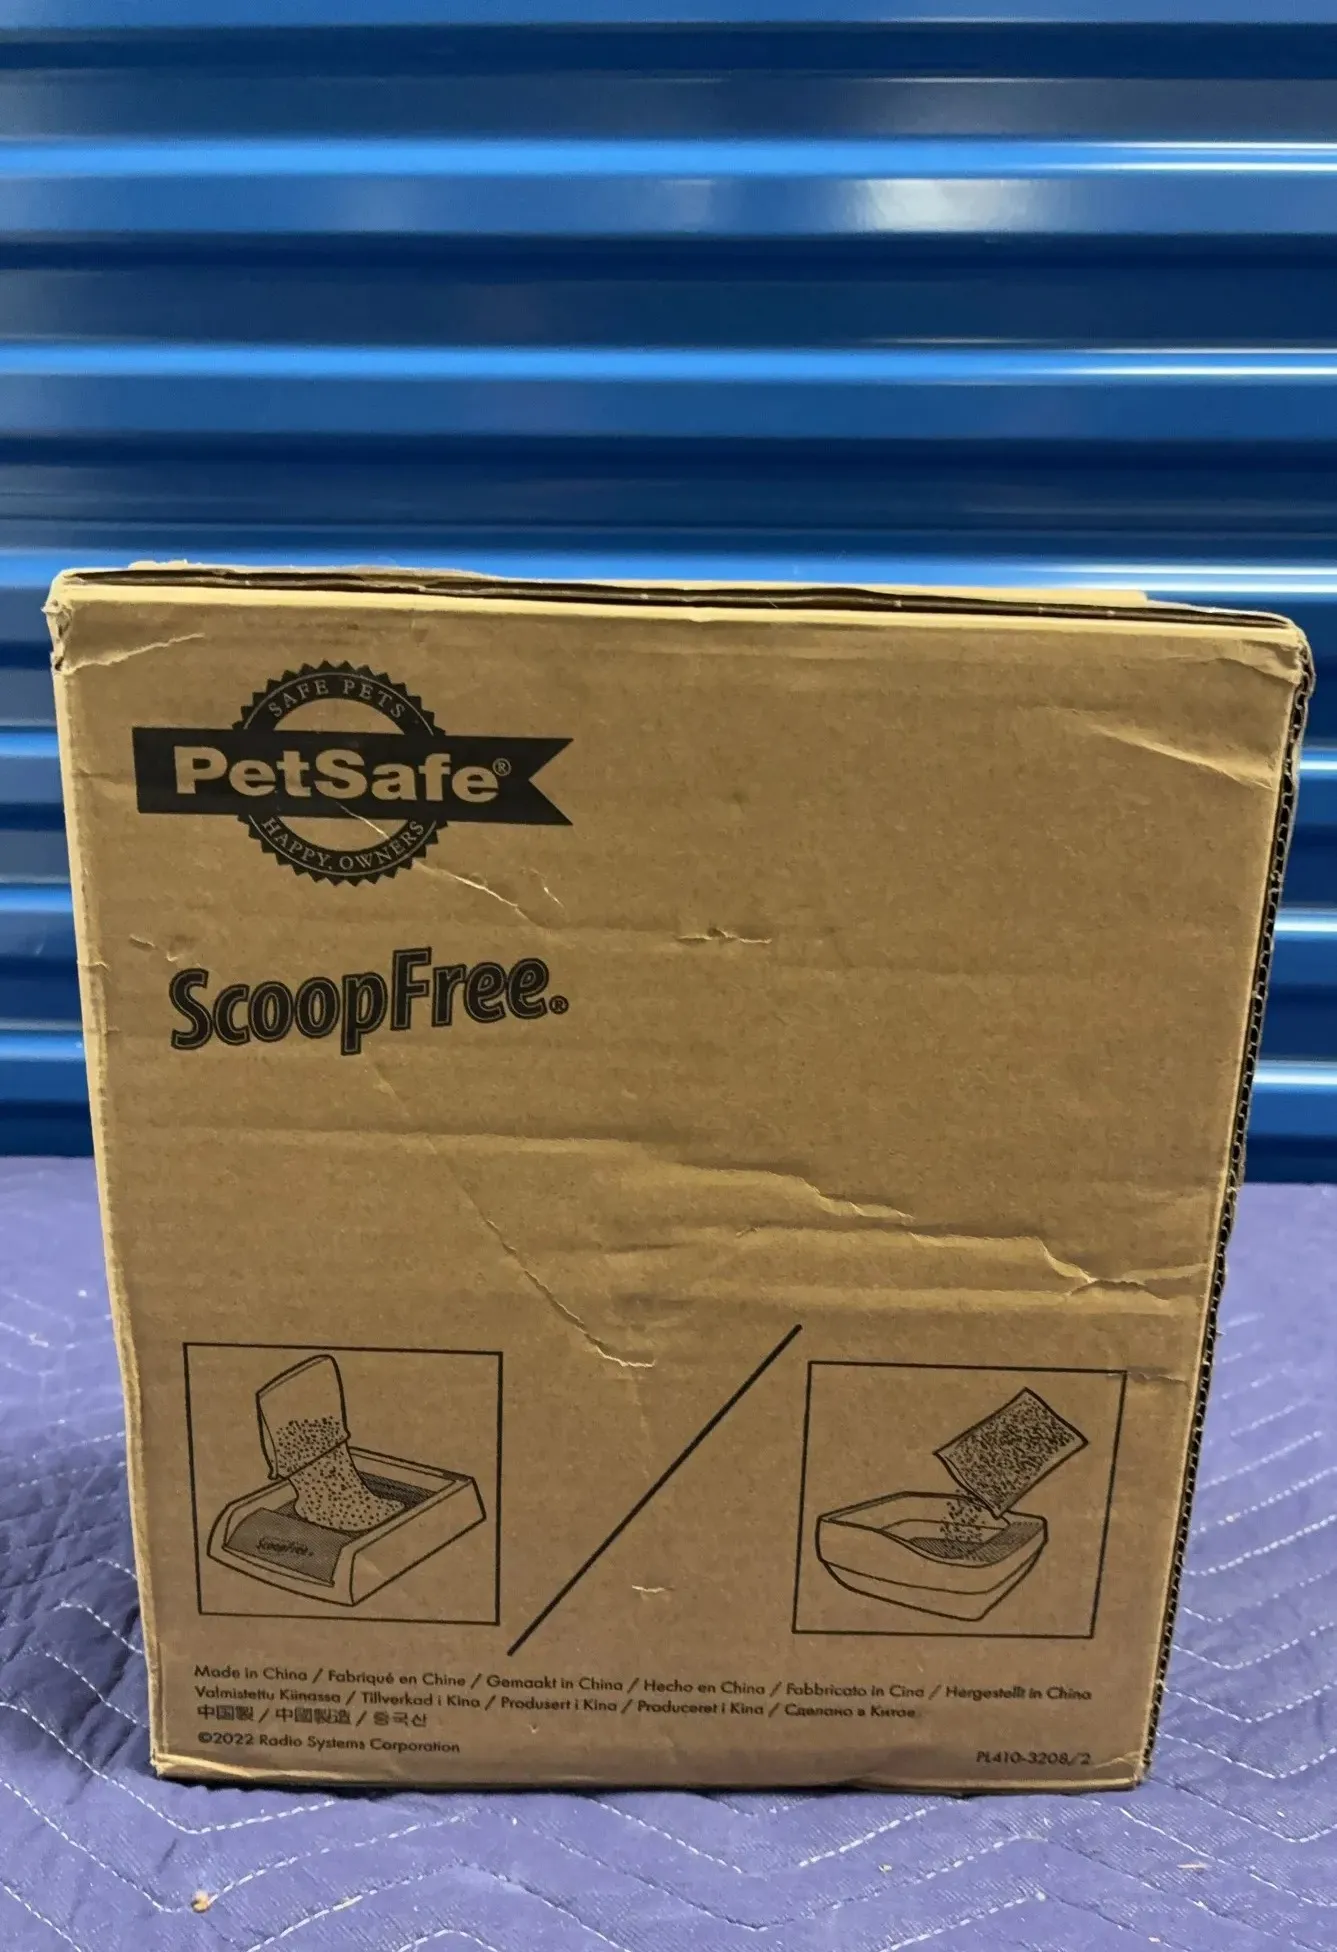 SAFE PETS
PetSafe®
HAPPY OWNERS
ScoopFree®
ScoopFree®
Made in China / Fabriqué en Chine / Gemaakt in China / Hecho en China / Fabbricato in Cina / Hergestellt in China
Valmistettu Kiinassa / Tillverkad i Kina / Produsert i Kina / Produceret i Kina / Сделано в Китае
中国製 / 中國製造 / 중국산
©2022 Radio Systems Corporation
PL410-3208/2